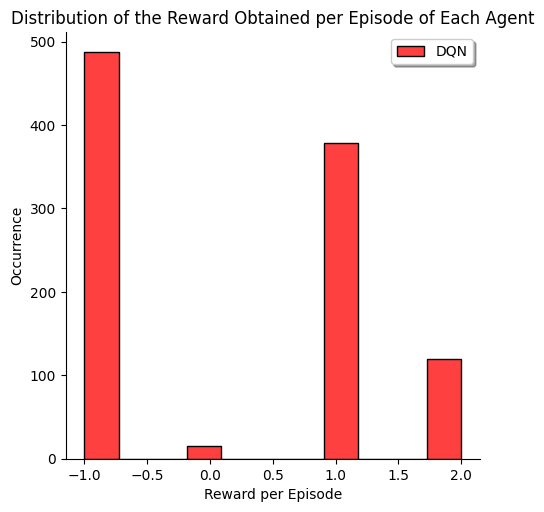 Distribution of the Reward Obtained per Episode of Each Agent
DQN
500
400
300
200
100
0
Occurrence
−1.0 −0.5 0.0 0.5 1.0 1.5 2.0
Reward per Episode